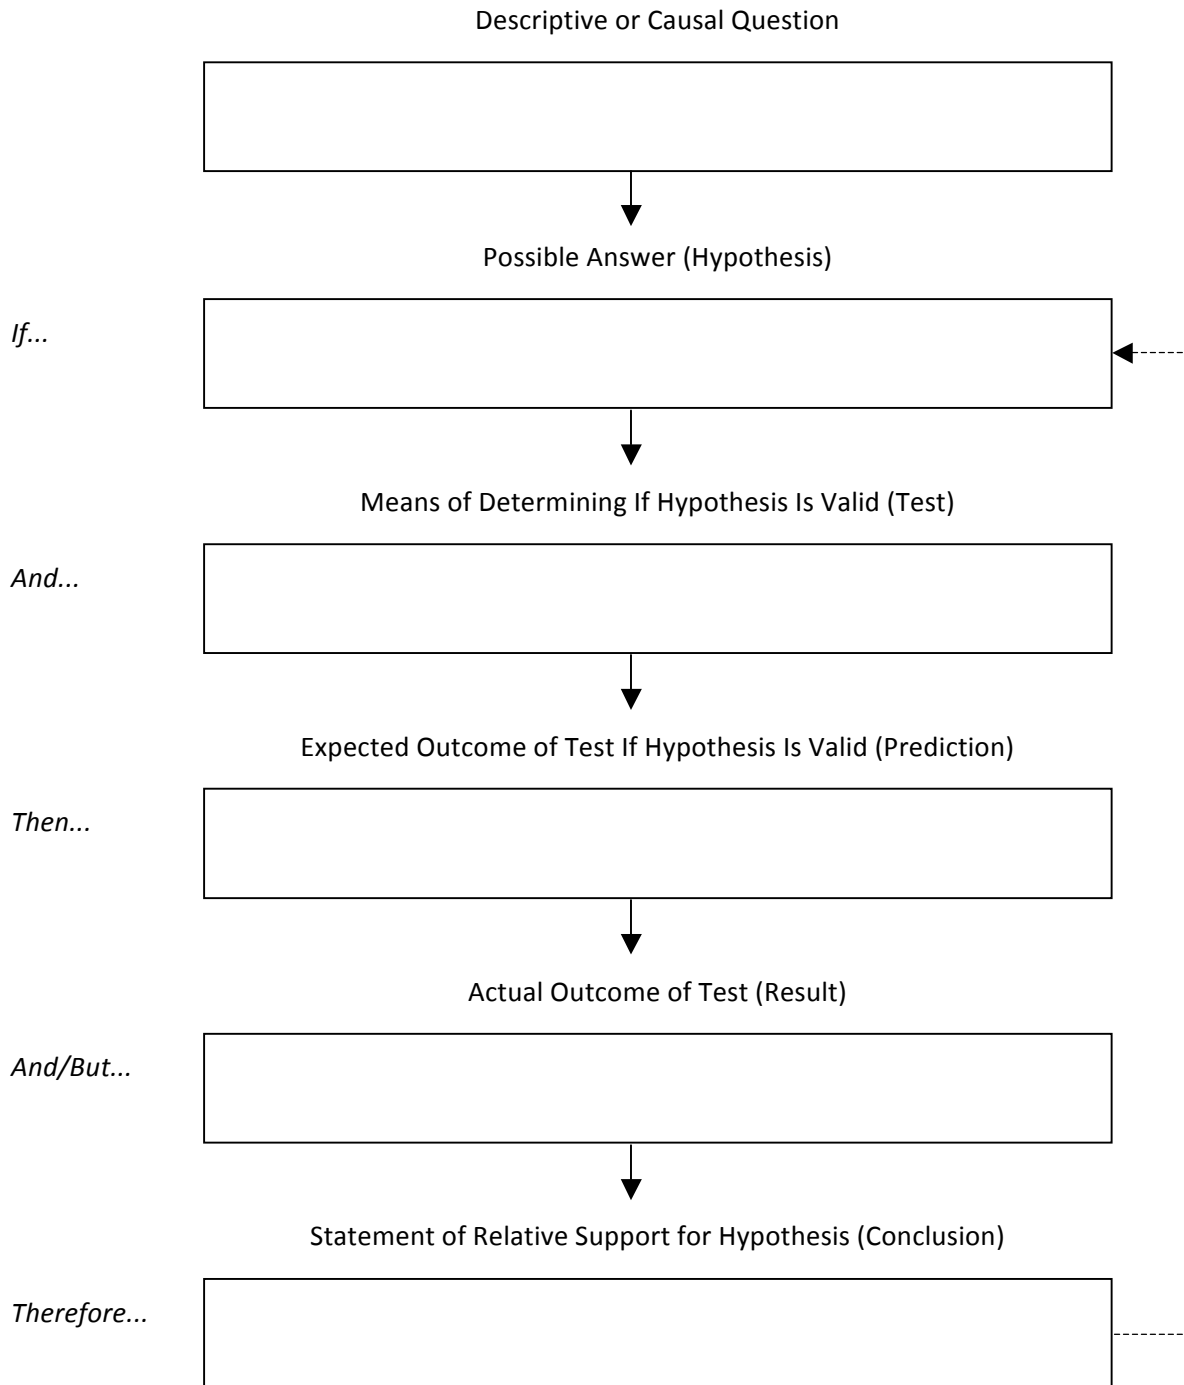 Descriptive or Causal Question
Possible Answer (Hypothesis)
If...
Means of Determining If Hypothesis Is Valid (Test)
And...
Expected Outcome of Test If Hypothesis Is Valid (Prediction)
Then...
Actual Outcome of Test (Result)
And/But...
Statement of Relative Support for Hypothesis (Conclusion)
Therefore...